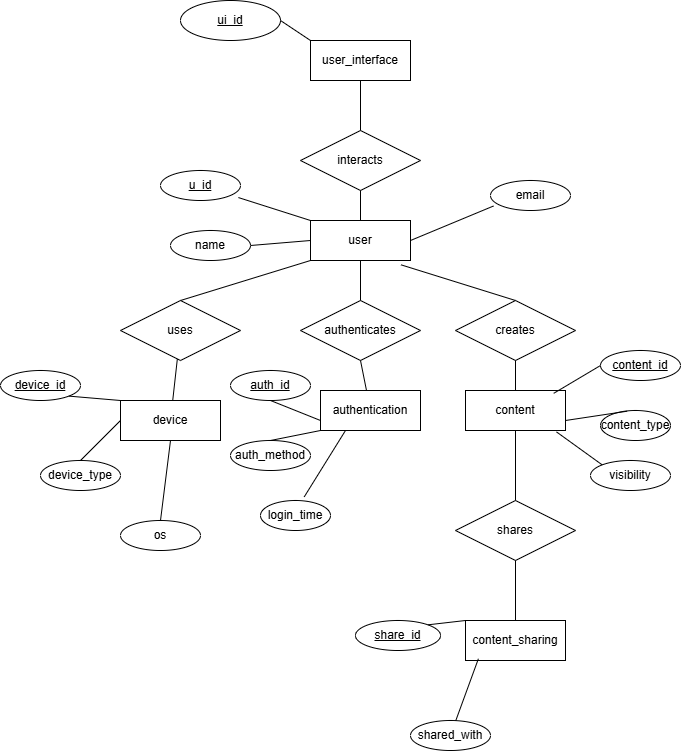 ui_id
user_interface
interacts
u_id
email
name
user
uses
authenticates
creates
device_id
auth_id
content_id
device
authentication
content
content_type
auth_method
device_type
visibility
login_time
os
shares
share_id
content_sharing
shared_with